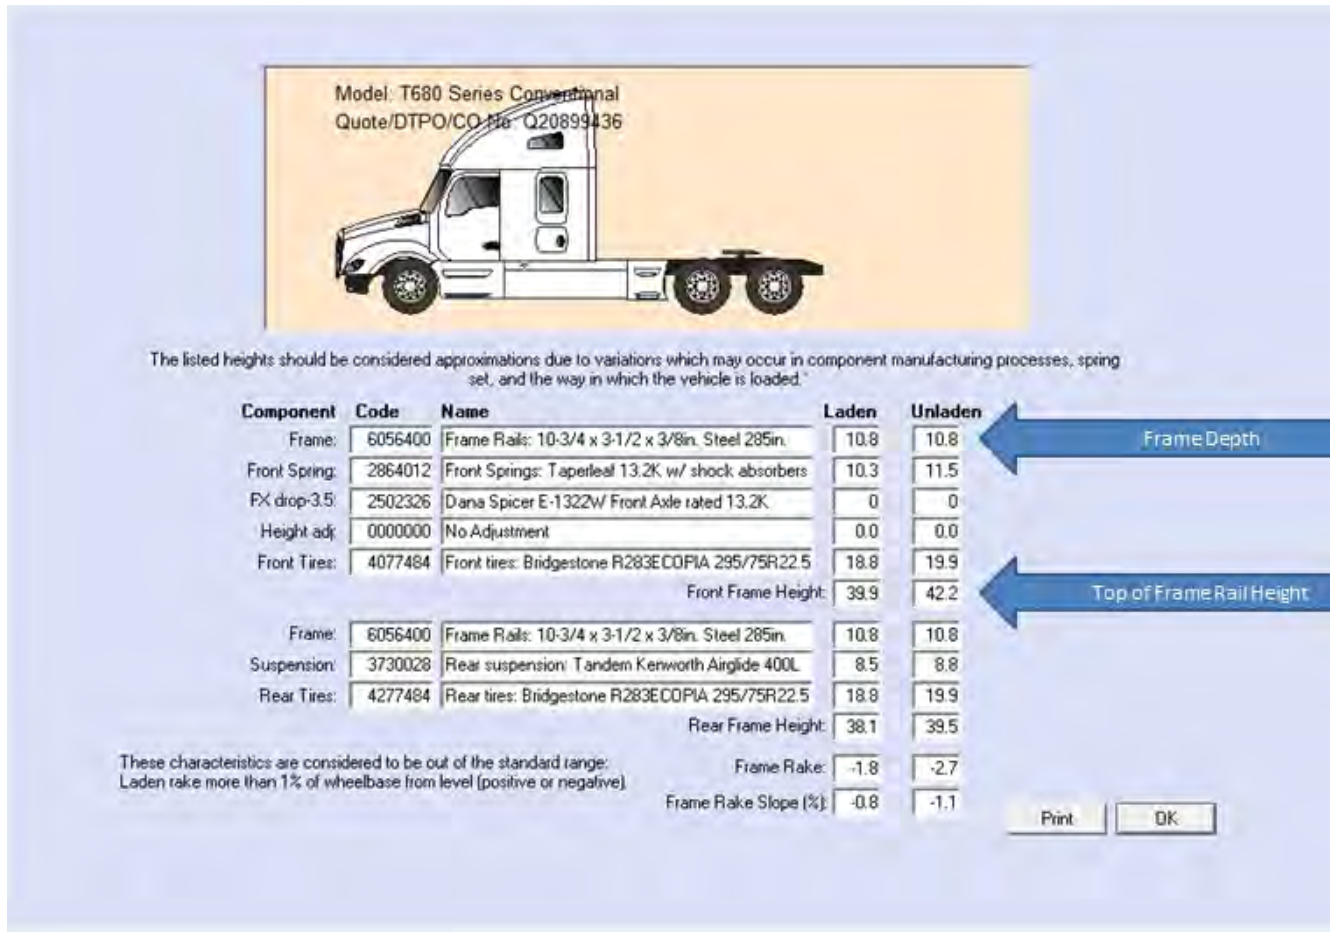 Model: T680 Series Conventional
Quote/DTPO/CO No: Q20899436
The listed heights should be considered approximations due to variations which may occur in component manufacturing processes, spring
set, and the way in which the vehicle is loaded.
Component Code Name Laden Unladen
Frame: 6056400 Frame Rails: 10-3/4 x 3-1/2 x 3/8in. Steel 285in. 10.8 10.8 Frame Depth
Front Spring: 2864012 Front Springs: Taperleaf 13.2K w/ shock absorbers 10.3 11.5
FX drop-3.5: 2502326 Dana Spicer E-1322W Front Axle rated 13.2K 0 0
Height adj: 0000000 No Adjustment 0.0 0.0
Front Tires: 4077484 Front tires: Bridgestone R283ECOPIA 295/75R22.5 18.8 19.9
Front Frame Height: 39.9 42.2 Top of Frame Rail Height
Frame: 6056400 Frame Rails: 10-3/4 x 3-1/2 x 3/8in. Steel 285in. 10.8 10.8
Suspension: 3730028 Rear suspension: Tandem Kenworth Airglide 400L 8.5 8.8
Rear Tires: 4277484 Rear tires: Bridgestone R283ECOPIA 295/75R22.5 18.8 19.9
Rear Frame Height: 38.1 39.5
These characteristics are considered to be out of the standard range:
Laden rake more than 1% of wheelbase from level (positive or negative)
Frame Rake: -1.8 -2.7
Frame Rake Slope (%): -0.8 -1.1
Print OK